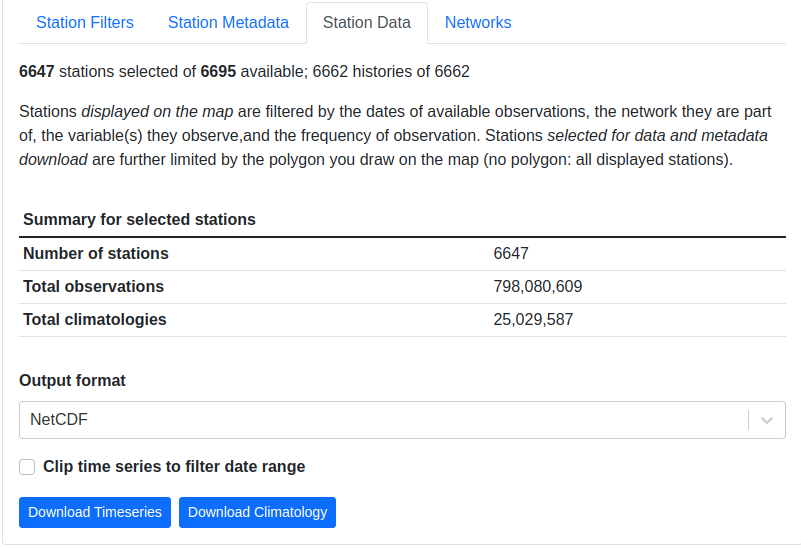 Station Filters Station Metadata Station Data Networks
6647 stations selected of 6695 available; 6662 histories of 6662
Stations displayed on the map are filtered by the dates of available observations, the network they are part
of, the variable(s) they observe,and the frequency of observation. Stations selected for data and metadata
download are further limited by the polygon you draw on the map (no polygon: all displayed stations).
Summary for selected stations
Number of stations 6647
Total observations 798,080,609
Total climatologies 25,029,587
Output format
NetCDF
Clip time series to filter date range
Download Timeseries Download Climatology